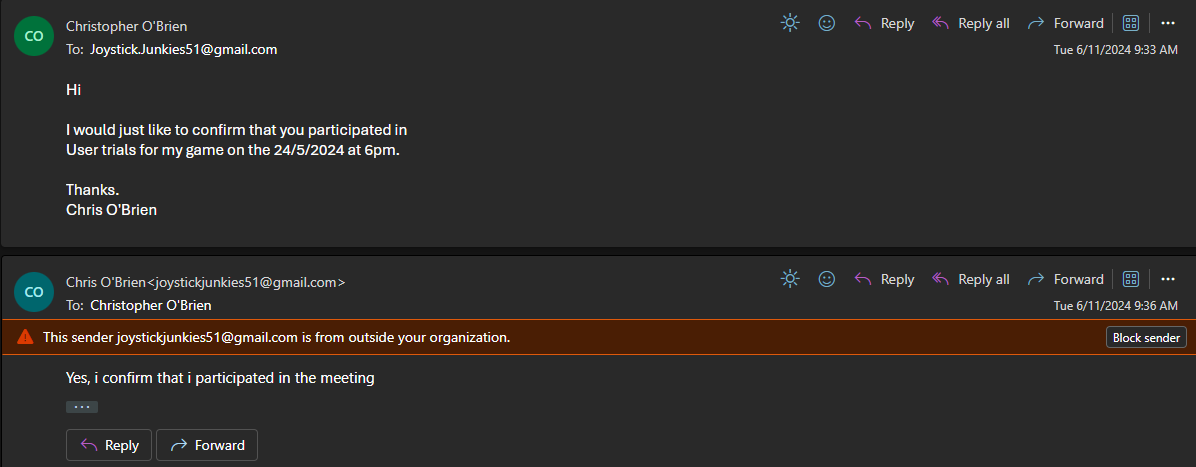 CO
Christopher O'Brien
To: Joystick.Junkies51@gmail.com
Reply
Reply all
Forward
Tue 6/11/2024 9:33 AM
Hi
I would just like to confirm that you participated in
User trials for my game on the 24/5/2024 at 6pm.
Thanks.
Chris O'Brien
CO
Chris O'Brien<joystickjunkies51@gmail.com>
To: Christopher O'Brien
Reply
Reply all
Forward
Tue 6/11/2024 9:36 AM
This sender joystickjunkies51@gmail.com is from outside your organization.
Block sender
Yes, i confirm that i participated in the meeting
Reply
Forward